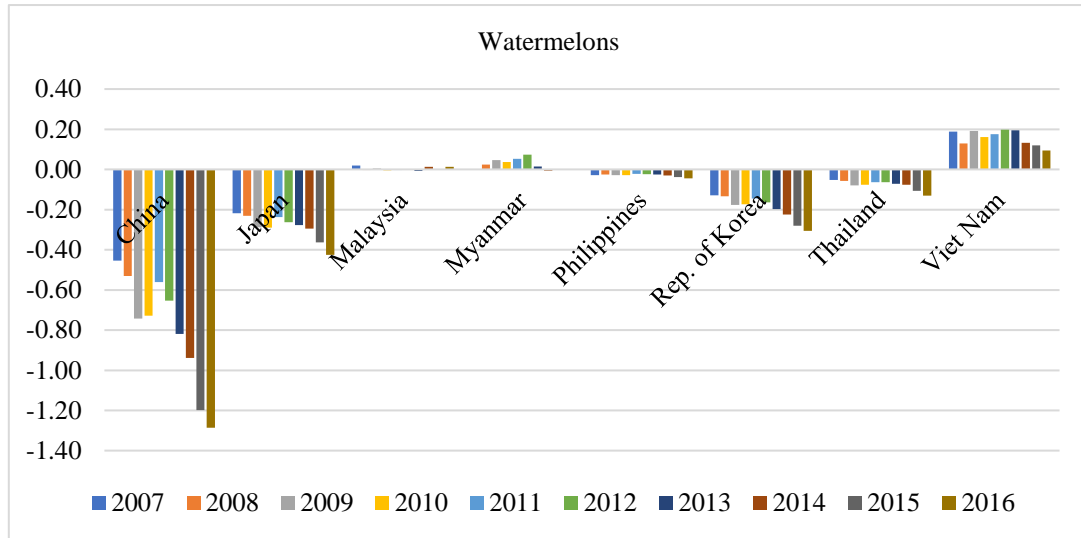 Watermelons
0.40
0.20
0.00
-0.20
-0.40
-0.60
-0.80
-1.00
-1.20
-1.40
China
Japan
Malaysia
Myanmar
Philippines
Rep. of Korea
Thailand
Viet Nam
2007 2008 2009 2010 2011 2012 2013 2014 2015 2016